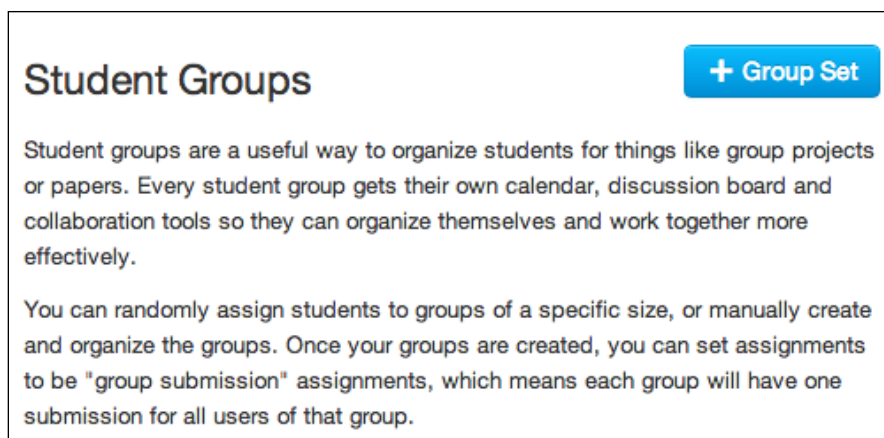 Student Groups
+ Group Set
Student groups are a useful way to organize students for things like group projects
or papers. Every student group gets their own calendar, discussion board and
collaboration tools so they can organize themselves and work together more
effectively.
You can randomly assign students to groups of a specific size, or manually create
and organize the groups. Once your groups are created, you can set assignments
to be "group submission" assignments, which means each group will have one
submission for all users of that group.